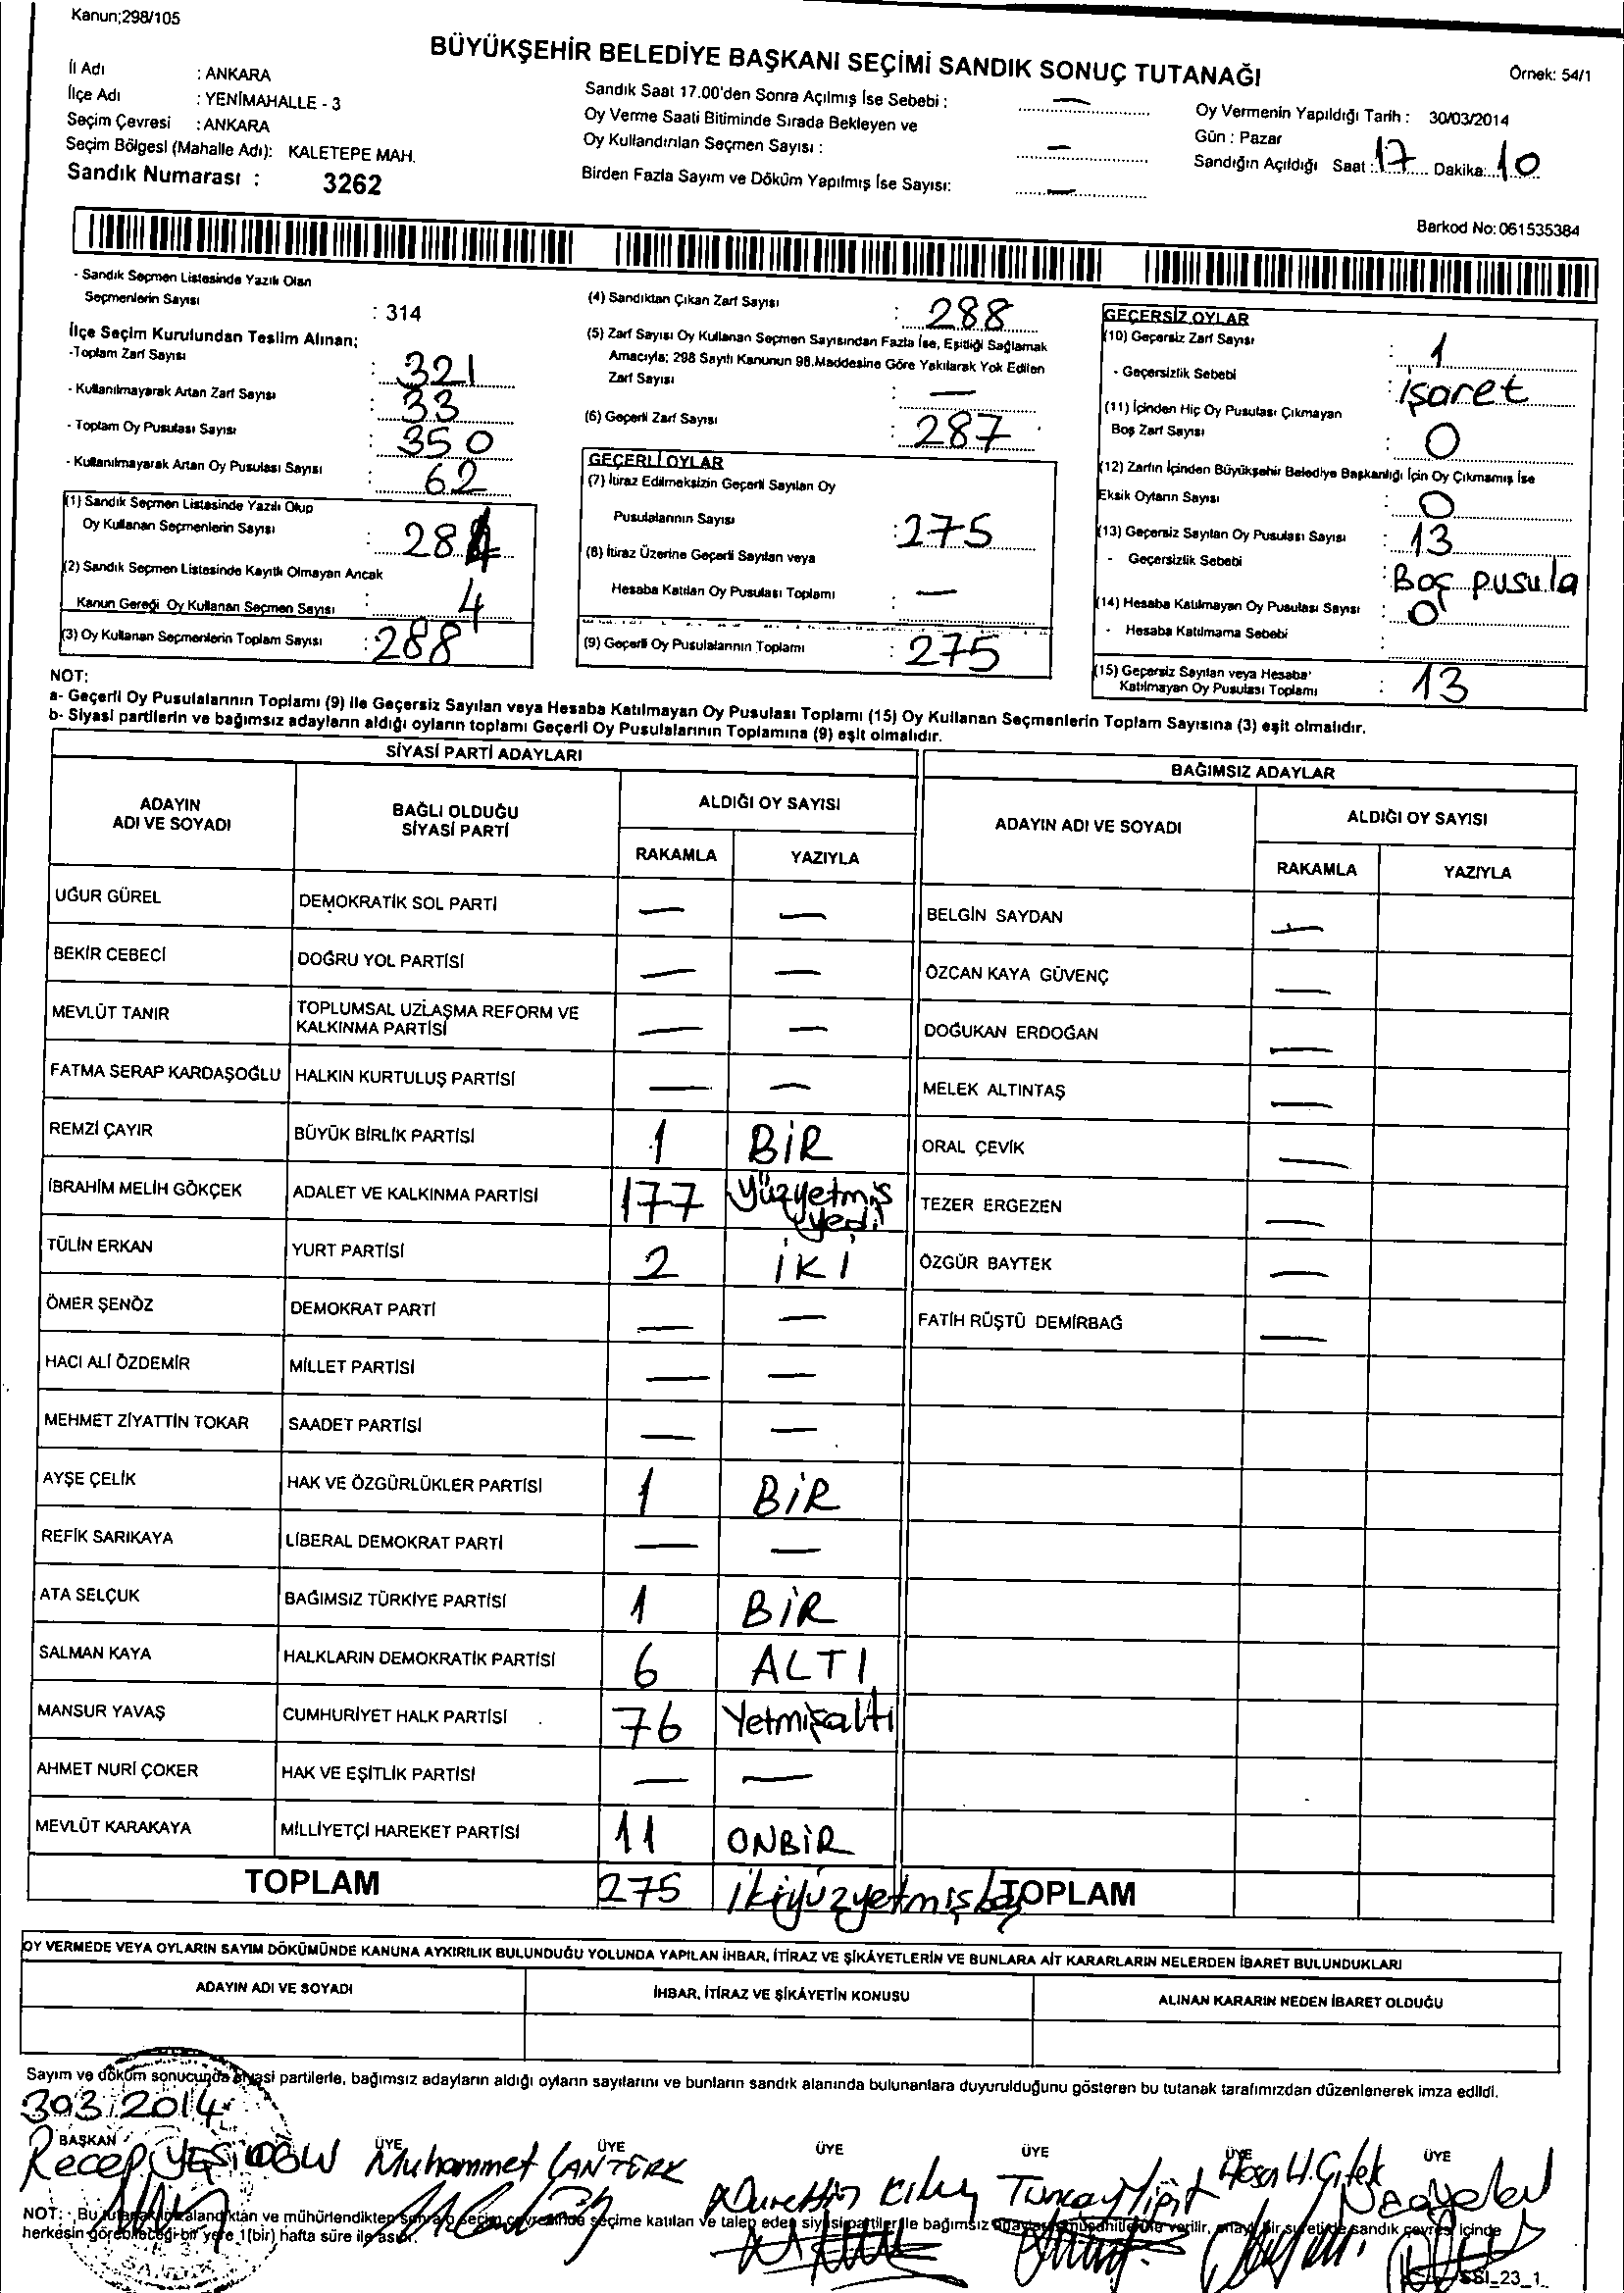 Kanun;298/105
BÜYÜKŞEHİR BELEDİYE BAŞKANI SEÇİMİ SANDIK SONUÇ TUTANAĞI
Örnek: 54/1
İl Adı : ANKARA
İlçe Adı : YENİMAHALLE - 3
Seçim Çevresi : ANKARA
Seçim Bölgesi (Mahalle Adı): KALETEPE MAH.
Sandık Numarası : 3262
Sandık Saat 17.00'den Sonra Açılmış İse Sebebi : —
Oy Verme Saati Bitiminde Sırada Bekleyen ve
Oy Kullandırılan Seçmen Sayısı : —
Birden Fazla Sayım ve Döküm Yapılmış İse Sayısı: —
Oy Vermenin Yapıldığı Tarih : 30/03/2014
Gün : Pazar
Sandığın Açıldığı Saat : 17 Dakika: 10
Barkod No: 061535384
- Sandık Seçmen Listesinde Yazılı Olan
Seçmenlerin Sayısı : 314
İlçe Seçim Kurulundan Teslim Alınan;
-Toplam Zarf Sayısı : 321
- Kullanılmayarak Artan Zarf Sayısı : 33
- Toplam Oy Pusulası Sayısı : 350
- Kullanılmayarak Artan Oy Pusulası Sayısı : 62
(1) Sandık Seçmen Listesinde Yazılı Olup
Oy Kullanan Seçmenlerin Sayısı : 284
(2) Sandık Seçmen Listesinde Kayıtlı Olmayan Ancak
Kanun Gereği Oy Kullanan Seçmen Sayısı : 4
(3) Oy Kullanan Seçmenlerin Toplam Sayısı : 288
(4) Sandıktan Çıkan Zarf Sayısı : 288
(5) Zarf Sayısı Oy Kullanan Seçmen Sayısından Fazla İse, Eşitliği Sağlamak
Amacıyla; 298 Sayılı Kanunun 98.Maddesine Göre Yakılarak Yok Edilen
Zarf Sayısı : —
(6) Geçerli Zarf Sayısı : 287
GEÇERLİ OYLAR
(7) İtiraz Edilmeksizin Geçerli Sayılan Oy
Pusulalarının Sayısı : 275
(8) İtiraz Üzerine Geçerli Sayılan veya
Hesaba Katılan Oy Pusulası Toplamı : —
(9) Geçerli Oy Pusulalarının Toplamı : 275
GEÇERSİZ OYLAR
(10) Geçersiz Zarf Sayısı : 1
- Geçersizlik Sebebi : işaret
(11) İçinden Hiç Oy Pusulası Çıkmayan
Boş Zarf Sayısı : 0
(12) Zarfın İçinden Büyükşehir Belediye Başkanlığı İçin Oy Çıkmamış İse
Eksik Oyların Sayısı : 0
(13) Geçersiz Sayılan Oy Pusulası Sayısı : 13
- Geçersizlik Sebebi : Boş pusula
(14) Hesaba Katılmayan Oy Pusulası Sayısı : 0
- Hesaba Katılmama Sebebi :
(15) Geçersiz Sayılan veya Hesaba
Katılmayan Oy Pusulası Toplamı : 13
NOT:
a- Geçerli Oy Pusulalarının Toplamı (9) ile Geçersiz Sayılan veya Hesaba Katılmayan Oy Pusulası Toplamı (15) Oy Kullanan Seçmenlerin Toplam Sayısına (3) eşit olmalıdır.
b- Siyasi partilerin ve bağımsız adayların aldığı oyların toplamı Geçerli Oy Pusulalarının Toplamına (9) eşit olmalıdır.
SİYASİ PARTİ ADAYLARI
ADAYIN ADI VE SOYADI BAĞLI OLDUĞU SİYASİ PARTİ ALDIĞI OY SAYISI
RAKAMLA YAZIYLA
UĞUR GÜREL DEMOKRATİK SOL PARTİ — —
BEKİR CEBECİ DOĞRU YOL PARTİSİ — —
MEVLÜT TANIR TOPLUMSAL UZLAŞMA REFORM VE KALKINMA PARTİSİ — —
FATMA SERAP KARDAŞOĞLU HALKIN KURTULUŞ PARTİSİ — —
REMZİ ÇAYIR BÜYÜK BİRLİK PARTİSİ 1 BİR
İBRAHİM MELİH GÖKÇEK ADALET VE KALKINMA PARTİSİ 177 Yüzyetmiş yedi
TÜLİN ERKAN YURT PARTİSİ 2 İKİ
ÖMER ŞENÖZ DEMOKRAT PARTİ — —
HACI ALİ ÖZDEMİR MİLLET PARTİSİ — —
MEHMET ZİYATTİN TOKAR SAADET PARTİSİ — —
AYŞE ÇELİK HAK VE ÖZGÜRLÜKLER PARTİSİ 1 BİR
REFİK SARIKAYA LİBERAL DEMOKRAT PARTİ — —
ATA SELÇUK BAĞIMSIZ TÜRKİYE PARTİSİ 1 BİR
SALMAN KAYA HALKLARIN DEMOKRATİK PARTİSİ 6 ALTI
MANSUR YAVAŞ CUMHURİYET HALK PARTİSİ 76 Yetmişaltı
AHMET NURİ ÇOKER HAK VE EŞİTLİK PARTİSİ — —
MEVLÜT KARAKAYA MİLLİYETÇİ HAREKET PARTİSİ 11 ONBİR
TOPLAM 275 ikiyüzyetmişbeş
BAĞIMSIZ ADAYLAR
ADAYIN ADI VE SOYADI ALDIĞI OY SAYISI
RAKAMLA YAZIYLA
BELGİN SAYDAN —
ÖZCAN KAYA GÜVENÇ —
DOĞUKAN ERDOĞAN —
MELEK ALTINTAŞ —
ORAL ÇEVİK —
TEZER ERGEZEN —
ÖZGÜR BAYTEK —
FATİH RÜŞTÜ DEMİRBAĞ —
TOPLAM
OY VERMEDE VEYA OYLARIN SAYIM DÖKÜMÜNDE KANUNA AYKIRILIK BULUNDUĞU YOLUNDA YAPILAN İHBAR, İTİRAZ VE ŞİKÂYETLERİN VE BUNLARA AİT KARARLARIN NELERDEN İBARET BULUNDUKLARI
ADAYIN ADI VE SOYADI İHBAR, İTİRAZ VE ŞİKÂYETİN KONUSU ALINAN KARARIN NEDEN İBARET OLDUĞU
Sayım ve döküm sonucunda siyasi partilerle, bağımsız adayların aldığı oyların sayılarını ve bunların sandık alanında bulunanlara duyurulduğunu gösteren bu tutanak tarafımızdan düzenlenerek imza edildi.
303.2014
BAŞKAN ÜYE ÜYE ÜYE ÜYE ÜYE ÜYE
Recep Muhammet CANTÜRK Nurettin Kılıç Tuncay Yiğit Hasan H. Çiçek
NOT: Bu tutanak imzalandıktan ve mühürlendikten sonra seçim çevresinde seçime katılan ve talep eden siyasi partiler ile bağımsız adayların müşahitlerine verilir, onaylı bir sureti de sandık çevresi içinde
herkesin görebileceği bir yere 1(bir) hafta süre ile asılır.
SANDIK
SSI_23_1